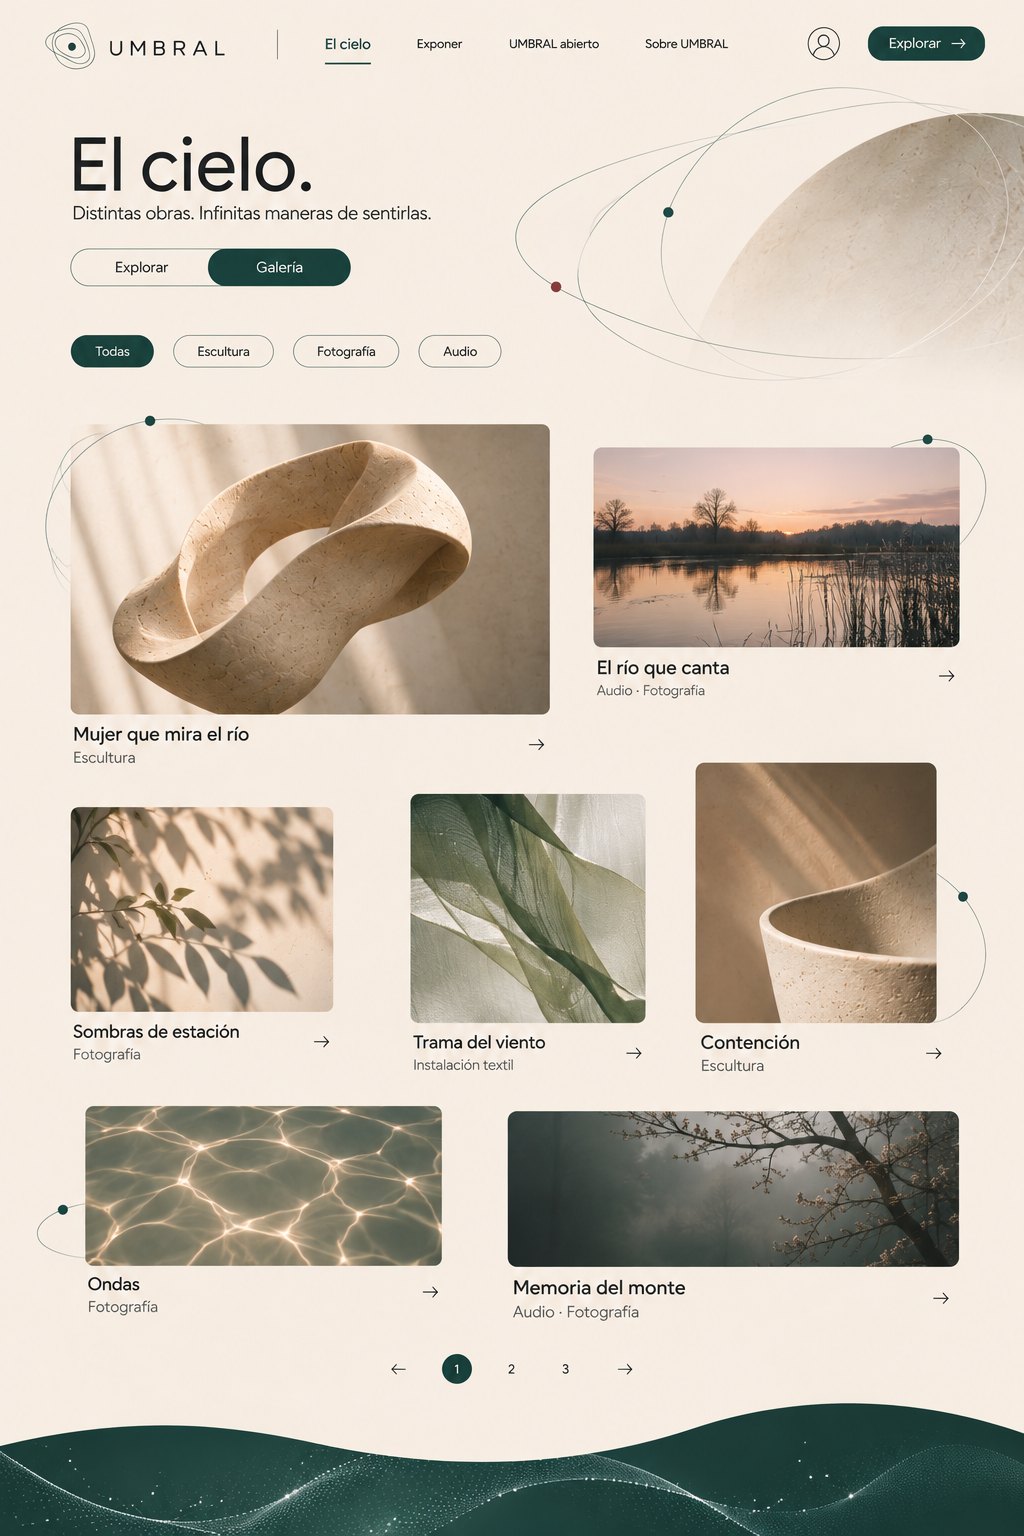 UMBRAL
El cielo
Exponer
UMBRAL abierto
Sobre UMBRAL
Explorar →
El cielo.
Distintas obras. Infinitas maneras de sentirlas.
Explorar
Galería
Todas
Escultura
Fotografía
Audio
Mujer que mira el río
Escultura
→
El río que canta
Audio · Fotografía
→
Sombras de estación
Fotografía
→
Trama del viento
Instalación textil
→
Contención
Escultura
→
Ondas
Fotografía
→
Memoria del monte
Audio · Fotografía
→
← 1 2 3 →